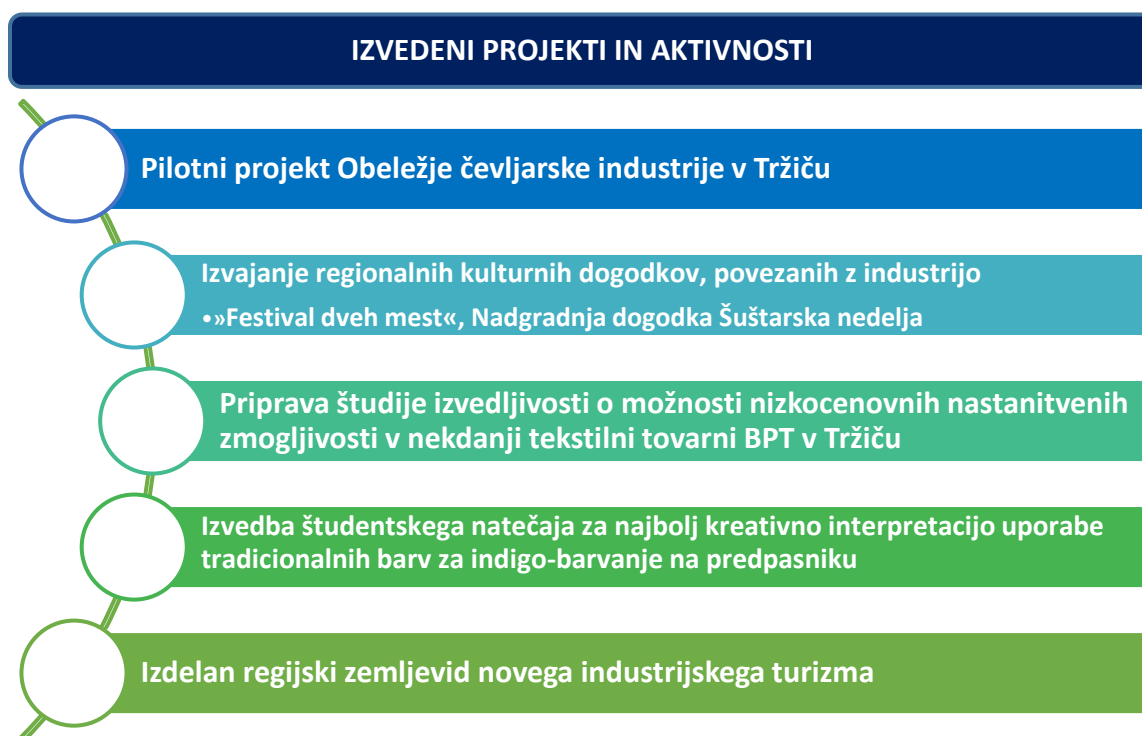 IZVEDENI PROJEKTI IN AKTIVNOSTI
Pilotni projekt Obeležje čevljarske industrije v Tržiču
Izvajanje regionalnih kulturnih dogodkov, povezanih z industrijo
•»Festival dveh mest«, Nadgradnja dogodka Šuštarska nedelja
Priprava študije izvedljivosti o možnosti nizkocenovnih nastanitvenih
zmogljivosti v nekdanji tekstilni tovarni BPT v Tržiču
Izvedba študentskega natečaja za najbolj kreativno interpretacijo uporabe
tradicionalnih barv za indigo-barvanje na predpasniku
Izdelan regijski zemljevid novega industrijskega turizma